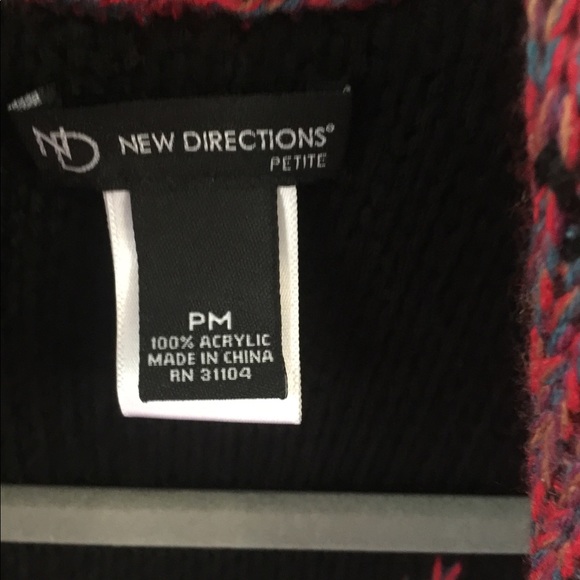 ND NEW DIRECTIONS®
PETITE
PM
100% ACRYLIC
MADE IN CHINA
RN 31104